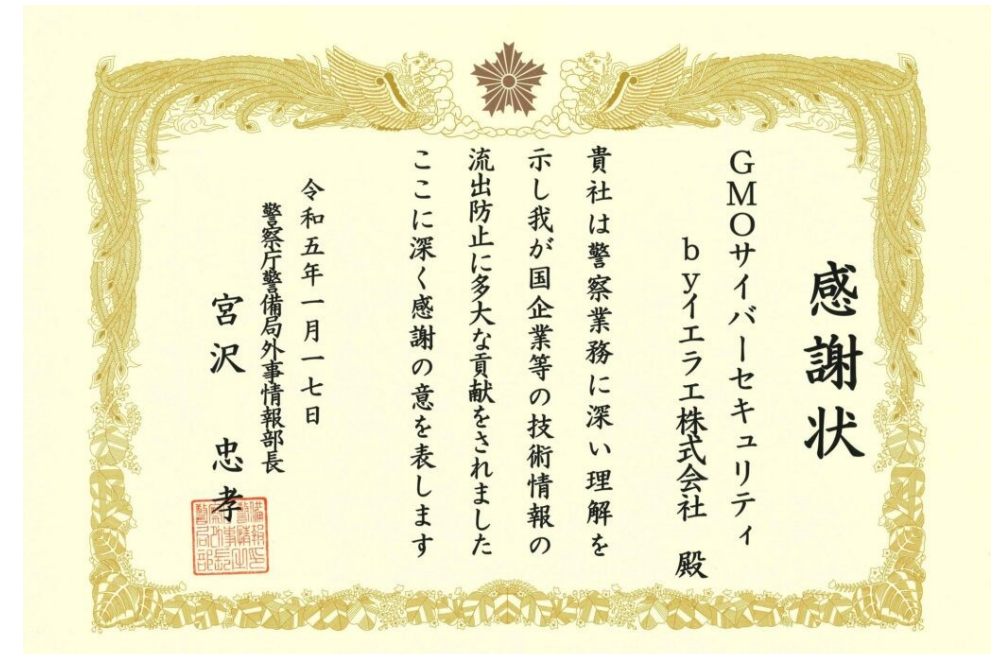 感謝状
GMOサイバーセキュリティ
byイエラエ株式会社 殿
貴社は警察業務に深い理解を
示し我が国企業等の技術情報の
流出防止に多大な貢献をされました
ここに深く感謝の意を表します
令和五年一月一七日
警察庁警備局外事情報部長
宮沢 忠孝